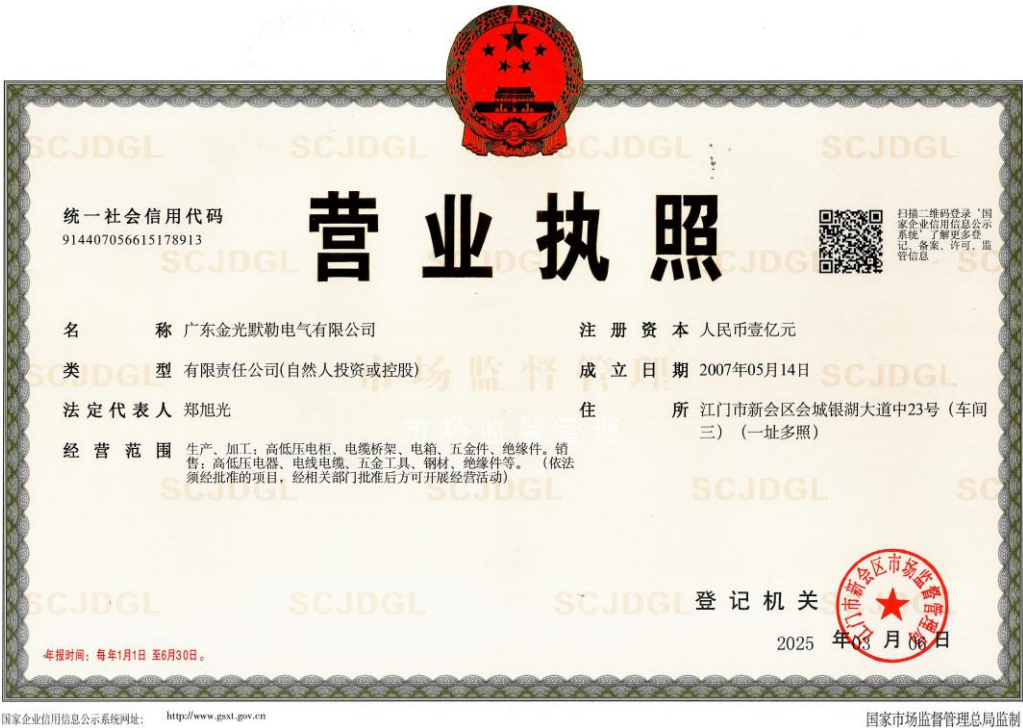 营业执照
统一社会信用代码
914407056615178913
扫描二维码登录‘国
家企业信用信息公示
系统’了解更多登
记、备案、许可、监
管信息
名 称 广东金光默勒电气有限公司
类 型 有限责任公司(自然人投资或控股)
法定代表人 郑旭光
经营范围 生产、加工：高低压电柜、电缆桥架、电箱、五金件、绝缘件。销
售：高低压电器、电线电缆、五金工具、钢材、绝缘件等。（依法
须经批准的项目，经相关部门批准后方可开展经营活动）
注册资本 人民币壹亿元
成立日期 2007年05月14日
住 所 江门市新会区会城银湖大道中23号（车间
三）（一址多照）
登记机关
江门市新会区市场监督管理局
2025 年03 月 06 日
年报时间：每年1月1日 至6月30日。
国家企业信用信息公示系统网址： http://www.gsxt.gov.cn
国家市场监督管理总局监制
SCJDGL
市场监督管理